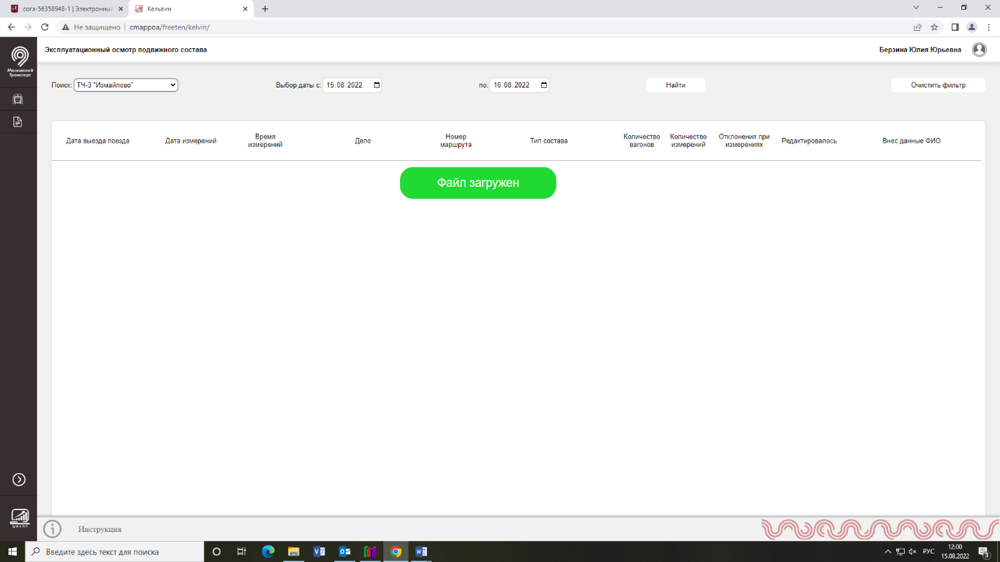 согл-56358948-1 | Электронный
Кельвин
Не защищено | cmappoa/freeten/kelvin/
Московский
Транспорт
Эксплуатационный осмотр подвижного состава
Берзина Юлия Юрьевна
Поиск: ТЧ-3 "Измайлово"
Выбор даты с: 15.08.2022
по: 16.08.2022
Найти
Очистить фильтр
Дата выезда поезда
Дата измерений
Время
измерений
Депо
Номер
маршрута
Тип состава
Количество
вагонов
Количество
измерений
Отклонения при
измерениях
Редактировалось
Внес данные ФИО
Файл загружен
ЦМАПП
Инструкция
Введите здесь текст для поиска
РУС
12:00
15.08.2022
3